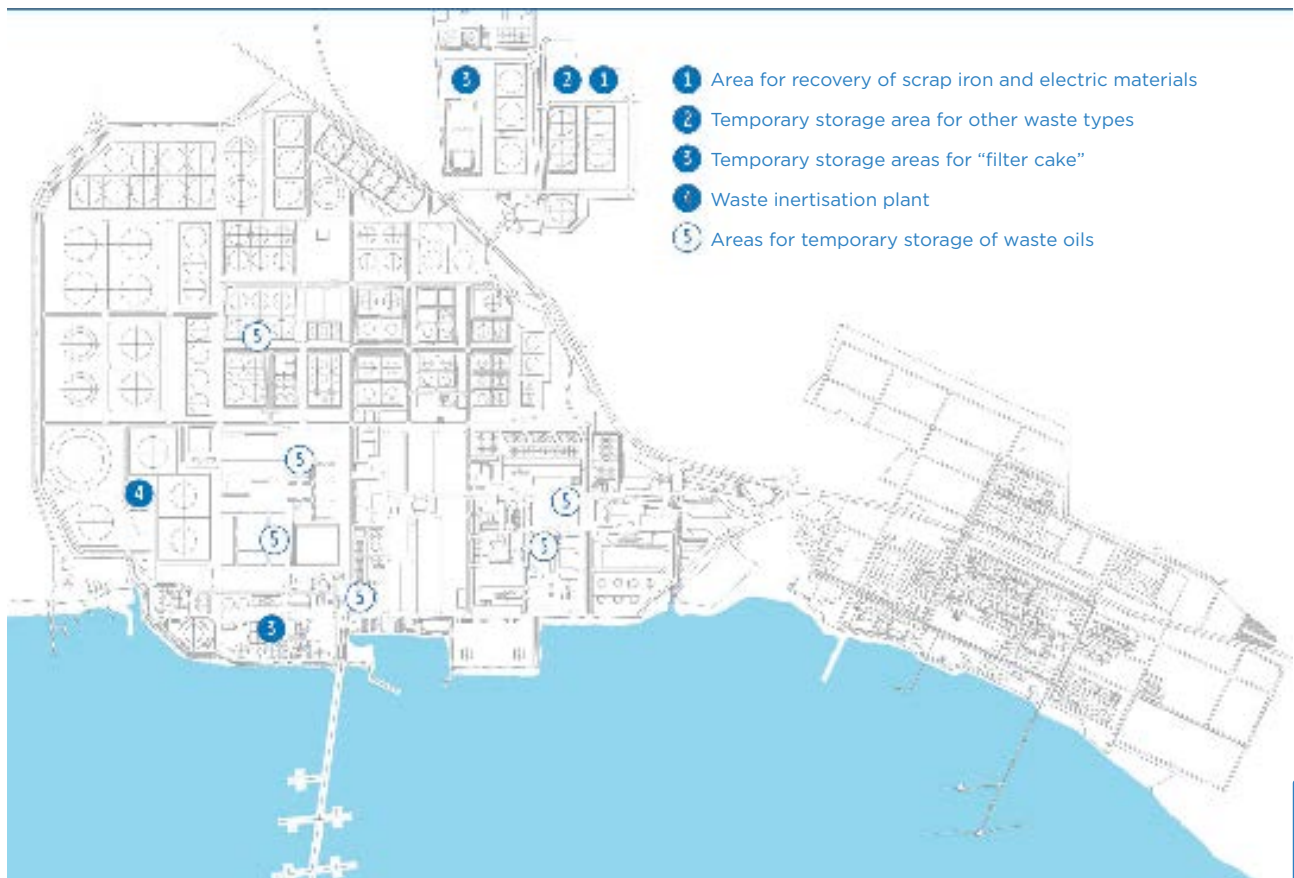 3 2 1
1 Area for recovery of scrap iron and electric materials
2 Temporary storage area for other waste types
3 Temporary storage areas for “filter cake”
4 Waste inertisation plant
5 Areas for temporary storage of waste oils
5
5
4
5
5
5
5
3